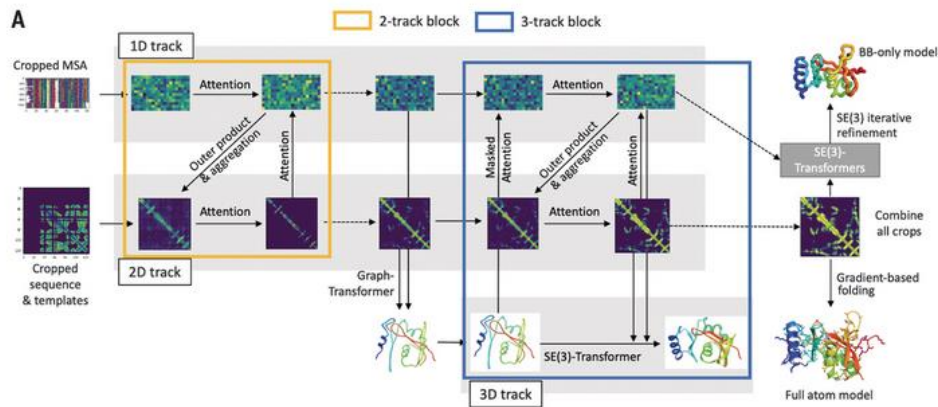 A
2-track block
3-track block
1D track
Cropped MSA
Attention
Attention
BB-only model
SE(3) iterative
refinement
Outer product
& aggregation
Attention
Masked
Attention
Outer product
& aggregation
Attention
SE(3)-
Transformers
Attention
Attention
Combine
all crops
Cropped
sequence
& templates
2D track
Graph-
Transformer
Gradient-based
folding
SE(3)-Transformer
3D track
Full atom model